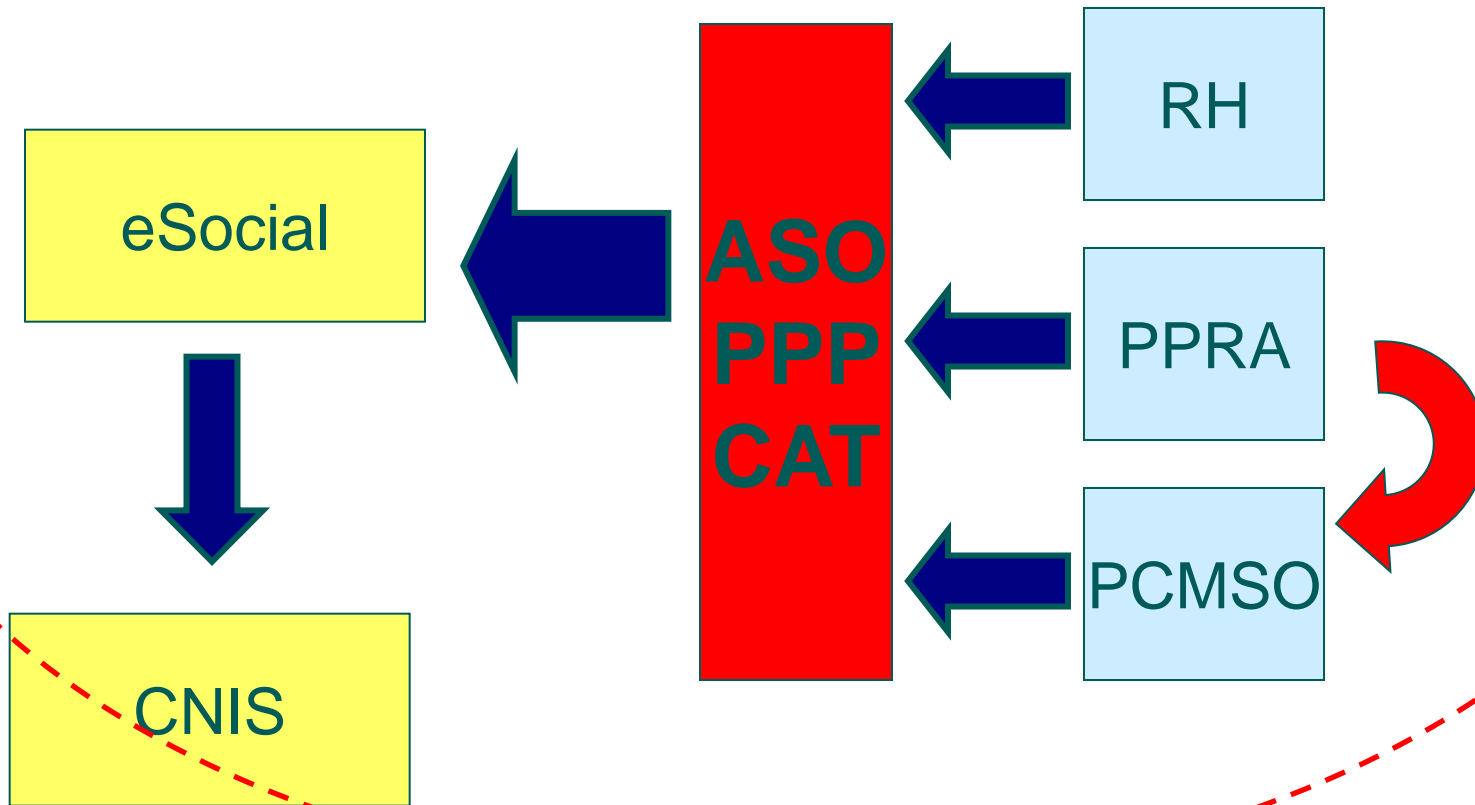 RH
eSocial
ASO
PPP
CAT
PPRA
PCMSO
CNIS